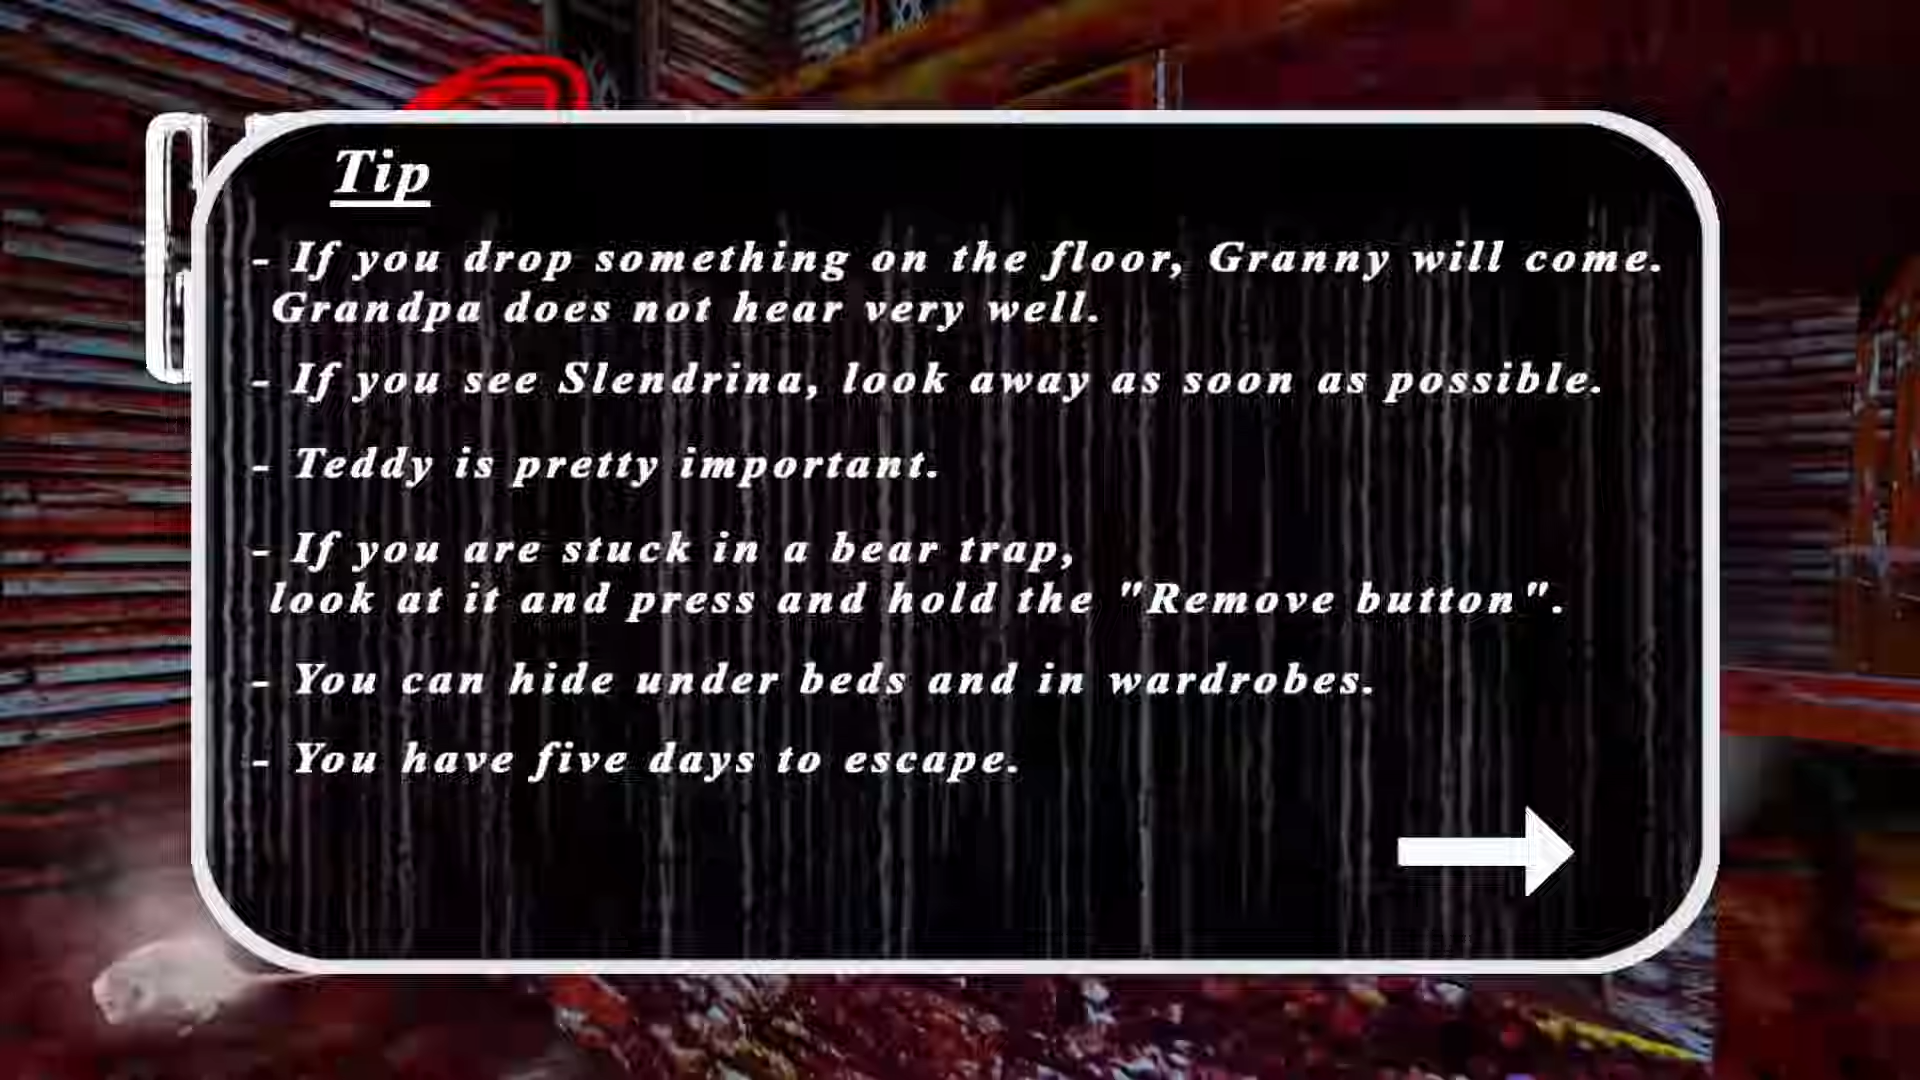 Tip
- If you drop something on the floor, Granny will come.
Grandpa does not hear very well.
- If you see Slendrina, look away as soon as possible.
- Teddy is pretty important.
- If you are stuck in a bear trap,
look at it and press and hold the "Remove button".
- You can hide under beds and in wardrobes.
- You have five days to escape.